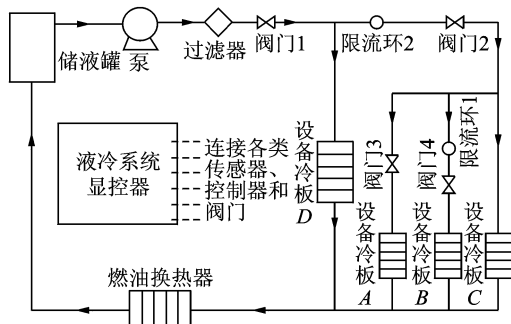 储液罐
泵
过滤器
阀门1
限流环2
阀门2
液冷系统
显控器
连接各类
传感器、
控制器和
阀门
设备冷板D
阀门3
阀门4
限流环1
设备冷板A
设备冷板B
设备冷板C
燃油换热器